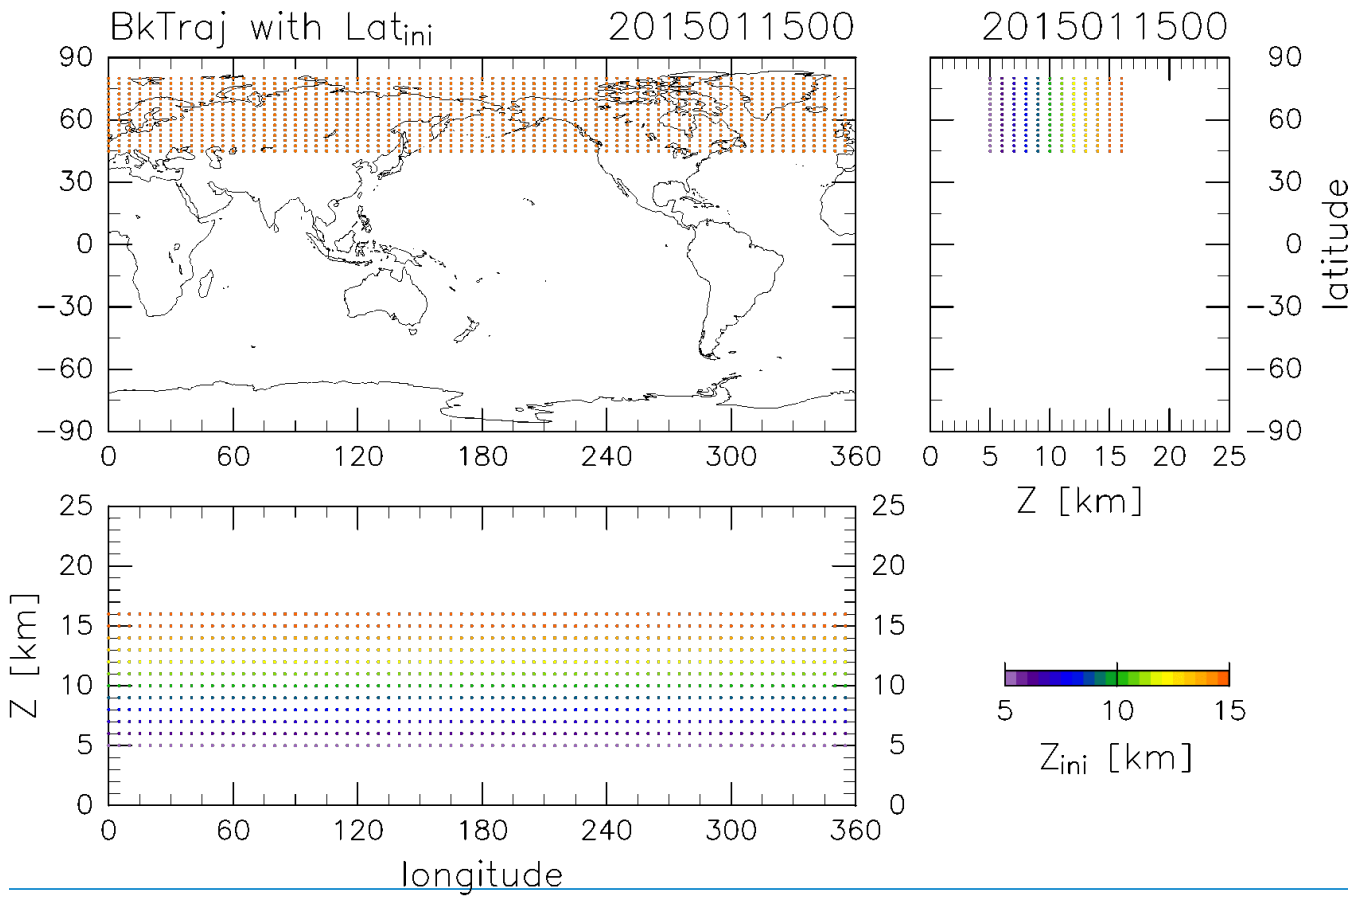 BkTraj with Latini 2015011500 2015011500
90 90
60 60
30 30
0 0
−30 −30
−60 −60
−90 −90
latitude
0 60 120 180 240 300 360 0 5 10 15 20 25
Z [km]
25 25
20 20
15 15
10 10
5 5
0 0
Z [km]
0 60 120 180 240 300 360
longitude
5 10 15
Zini [km]